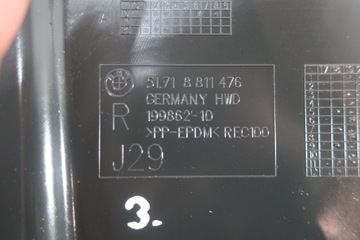 51.71 8 811 476
GERMANY HWD
R 199862-10
>PP-EPDM< REC100
J29
3.